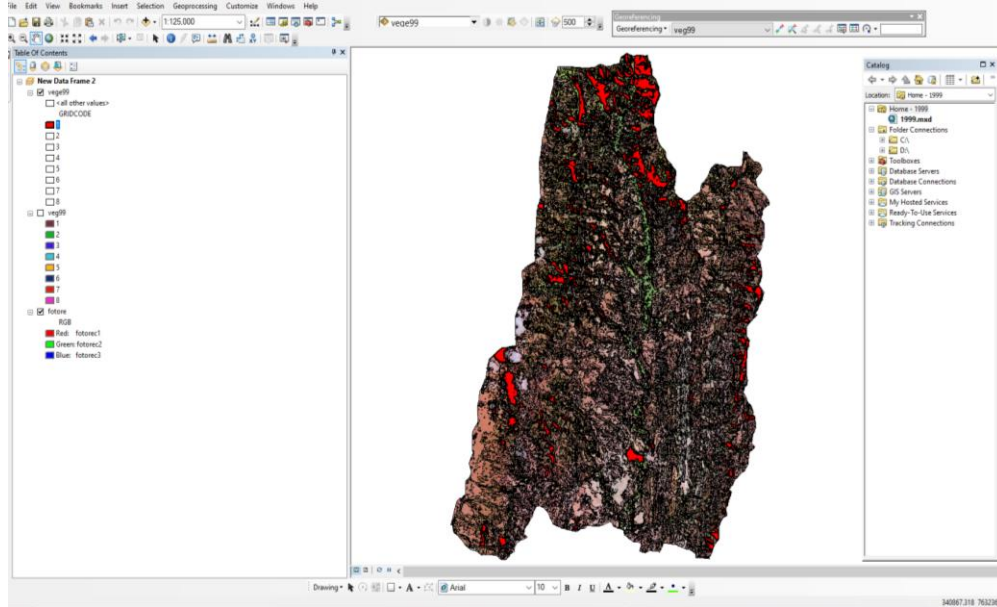 File Edit View Bookmarks Insert Selection Geoprocessing Customize Windows Help
1:125,000
vege99
500
Georeferencing
Georeferencing
veg99
Table Of Contents
New Data Frame 2
vege99
<all other values>
GRIDCODE
1
2
3
4
5
6
7
8
veg99
1
2
3
4
5
6
7
8
fotore
RGB
Red: fotorec1
Green: fotorec2
Blue: fotorec3
Catalog
Location: Home - 1999
Home - 1999
1999.mxd
Folder Connections
C:\
D:\
Toolboxes
Database Servers
Database Connections
GIS Servers
My Hosted Services
Ready-To-Use Services
Tracking Connections
Drawing
A
Arial
10
B I U A
340867.318 763236